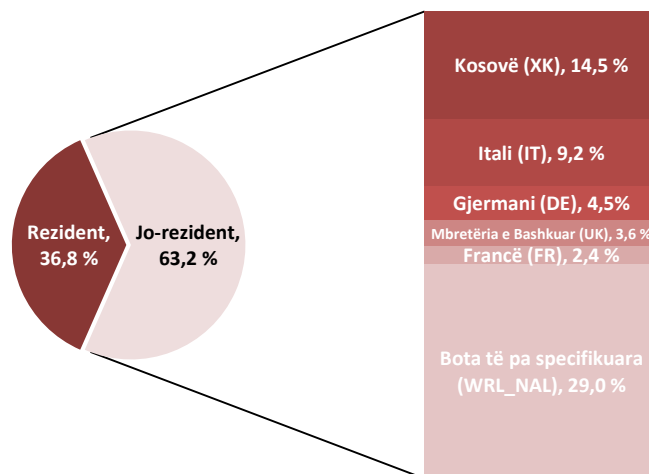 Rezident,
36,8 %
Jo-rezident,
63,2 %
Kosovë (XK), 14,5 %
Itali (IT), 9,2 %
Gjermani (DE), 4,5%
Mbretëria e Bashkuar (UK), 3,6 %
Francë (FR), 2,4 %
Bota të pa specifikuara
(WRL_NAL), 29,0 %